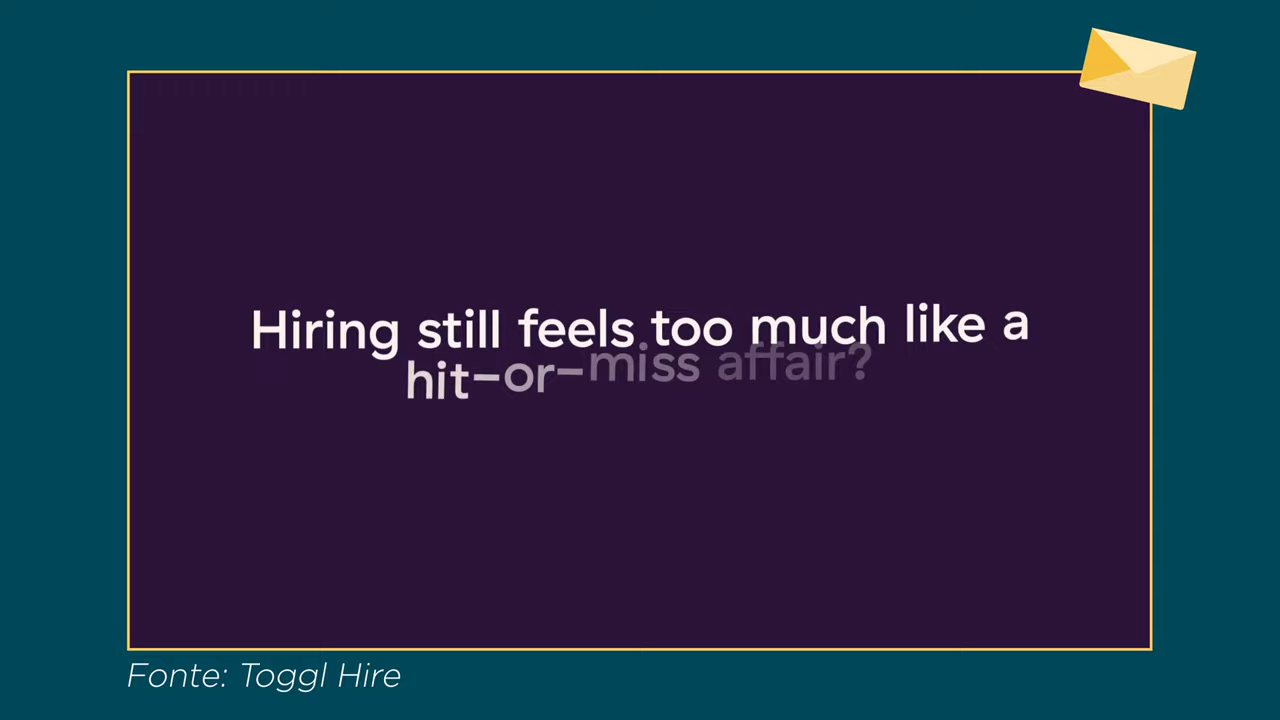 Hiring still feels too much like a
hit-or-miss affair?
Fonte: Toggl Hire